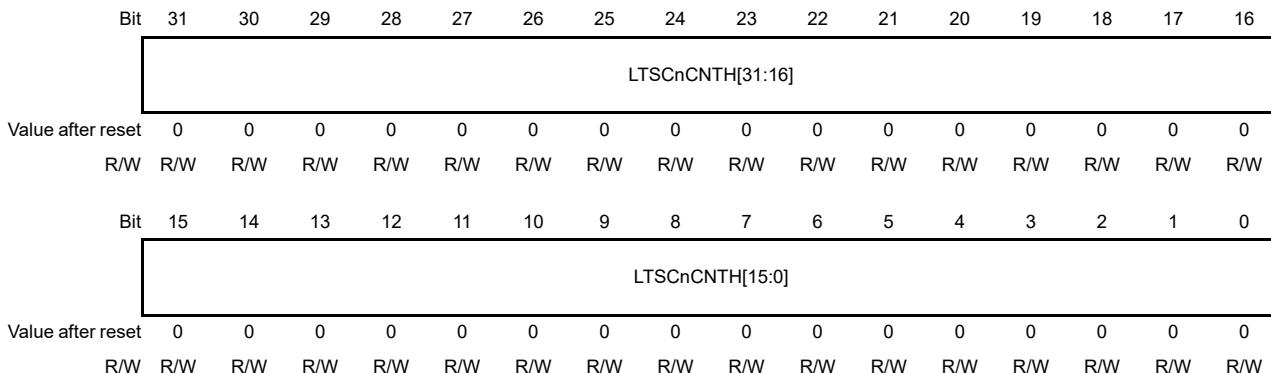 Bit 31 30 29 28 27 26 25 24 23 22 21 20 19 18 17 16
LTSCnCNTH[31:16]
Value after reset 0 0 0 0 0 0 0 0 0 0 0 0 0 0 0 0
R/W R/W R/W R/W R/W R/W R/W R/W R/W R/W R/W R/W R/W R/W R/W R/W R/W
Bit 15 14 13 12 11 10 9 8 7 6 5 4 3 2 1 0
LTSCnCNTH[15:0]
Value after reset 0 0 0 0 0 0 0 0 0 0 0 0 0 0 0 0
R/W R/W R/W R/W R/W R/W R/W R/W R/W R/W R/W R/W R/W R/W R/W R/W R/W